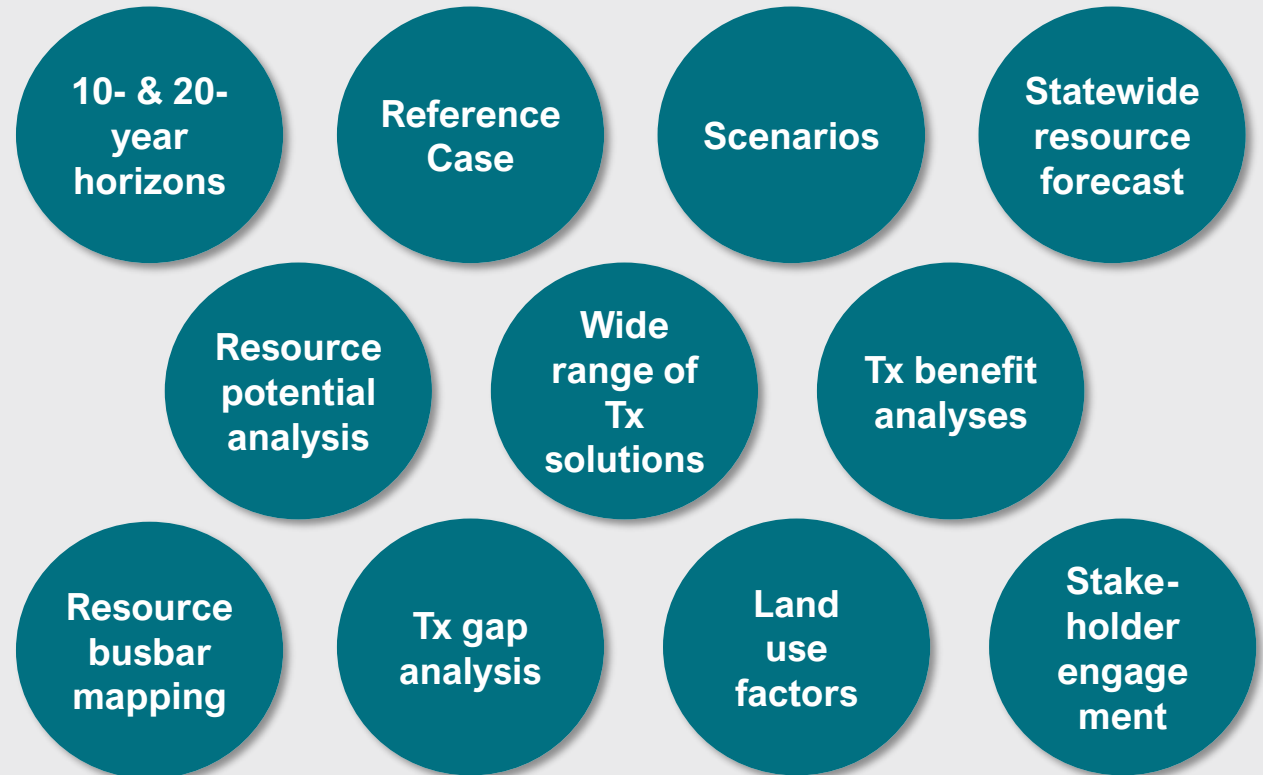 10- & 20-
year
horizons
Reference
Case
Scenarios
Statewide
resource
forecast
Resource
potential
analysis
Wide
range of
Tx
solutions
Tx benefit
analyses
Resource
busbar
mapping
Tx gap
analysis
Land
use
factors
Stake-
holder
engage
ment